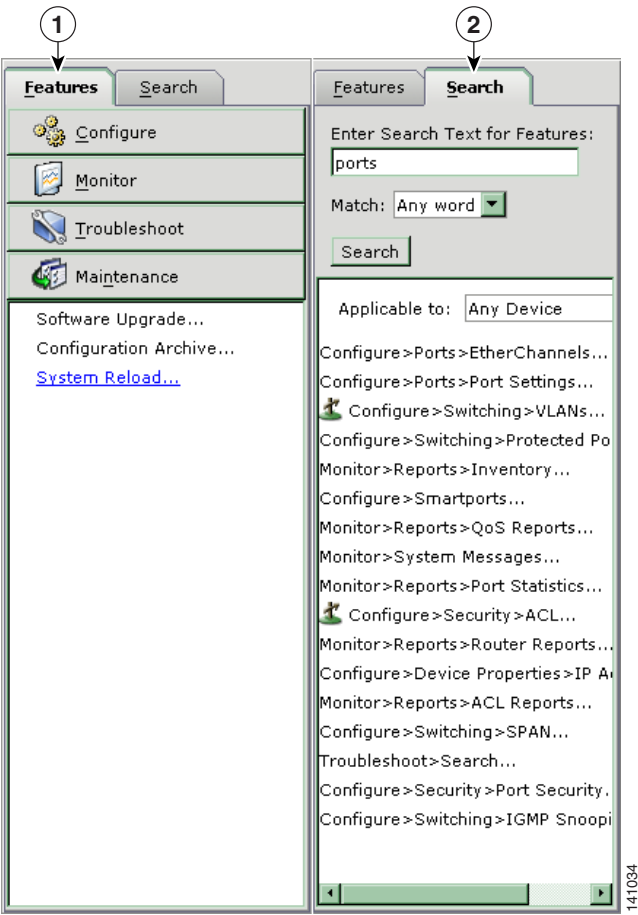 1
2
Features
Search
Configure
Monitor
Troubleshoot
Maintenance
Software Upgrade...
Configuration Archive...
System Reload...
Features
Search
Enter Search Text for Features:
ports
Match: Any word
Search
Applicable to: Any Device
Configure>Ports>EtherChannels...
Configure>Ports>Port Settings...
Configure>Switching>VLANs...
Configure>Switching>Protected Po
Monitor>Reports>Inventory...
Configure>Smartports...
Monitor>Reports>QoS Reports...
Monitor>System Messages...
Monitor>Reports>Port Statistics...
Configure>Security>ACL...
Monitor>Reports>Router Reports...
Configure>Device Properties>IP A
Monitor>Reports>ACL Reports...
Configure>Switching>SPAN...
Troubleshoot>Search...
Configure>Security>Port Security.
Configure>Switching>IGMP Snoopi
141034